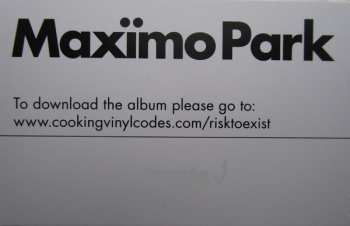 Maxïmo Park
To download the album please go to:
www.cookingvinylcodes.com/risktoexist